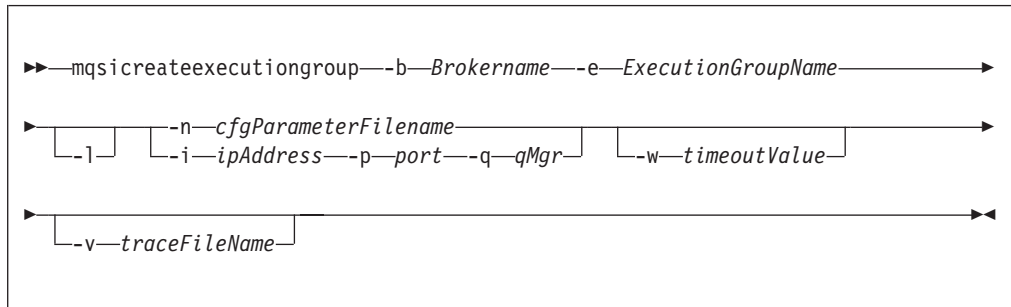 mqsicreateexecutiongroup -b Brokername -e ExecutionGroupName
-n cfgParameterFilename
-l -i ipAddress -p port -q qMgr -w timeoutValue
-v traceFileName